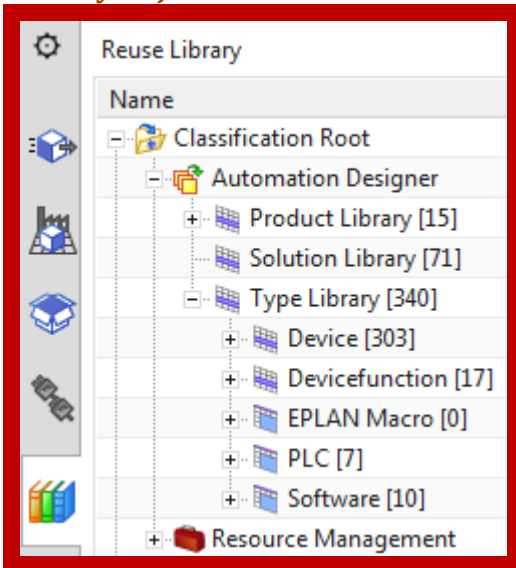 Reuse Library
Name
Classification Root
Automation Designer
Product Library [15]
Solution Library [71]
Type Library [340]
Device [303]
Devicefunction [17]
EPLAN Macro [0]
PLC [7]
Software [10]
Resource Management